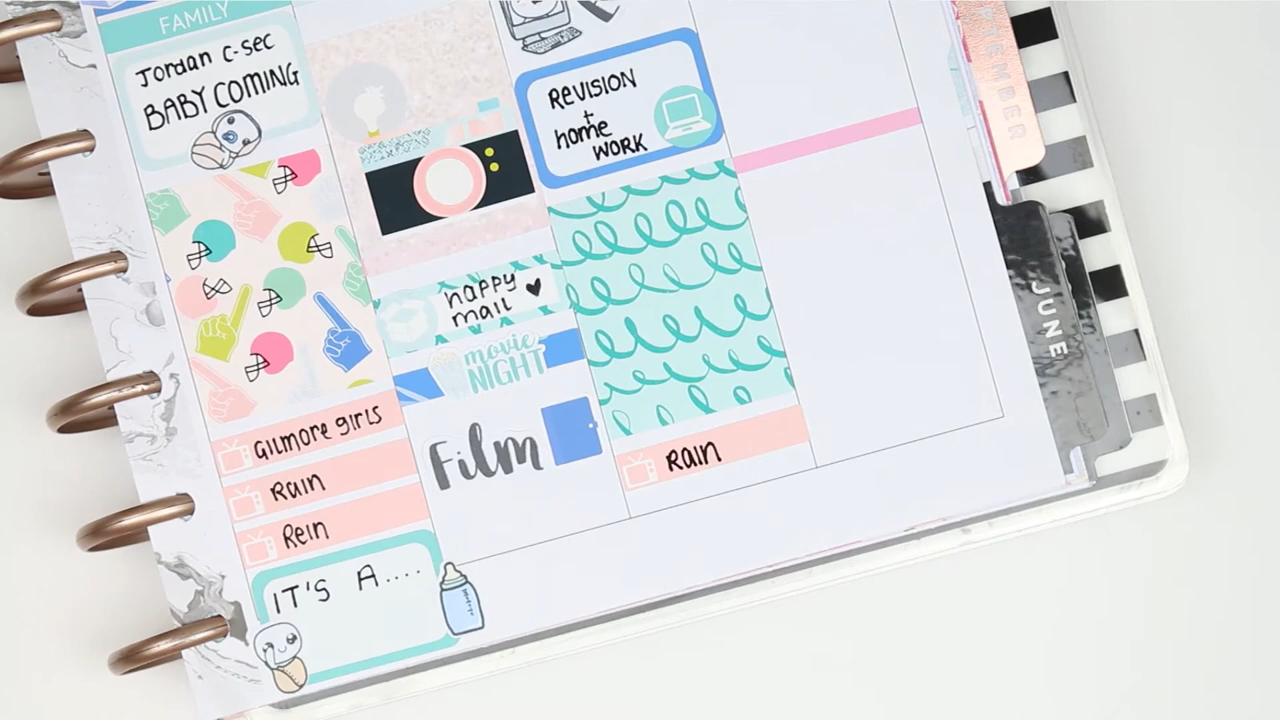 FAMILY
Jordan C-sec
BABY COMING
Gilmore girls
Rain
Rein
IT'S A....
happy
mail
movie
NIGHT
Film
REVISION
+
home
WORK
Rain
PTEMBER
JUNE